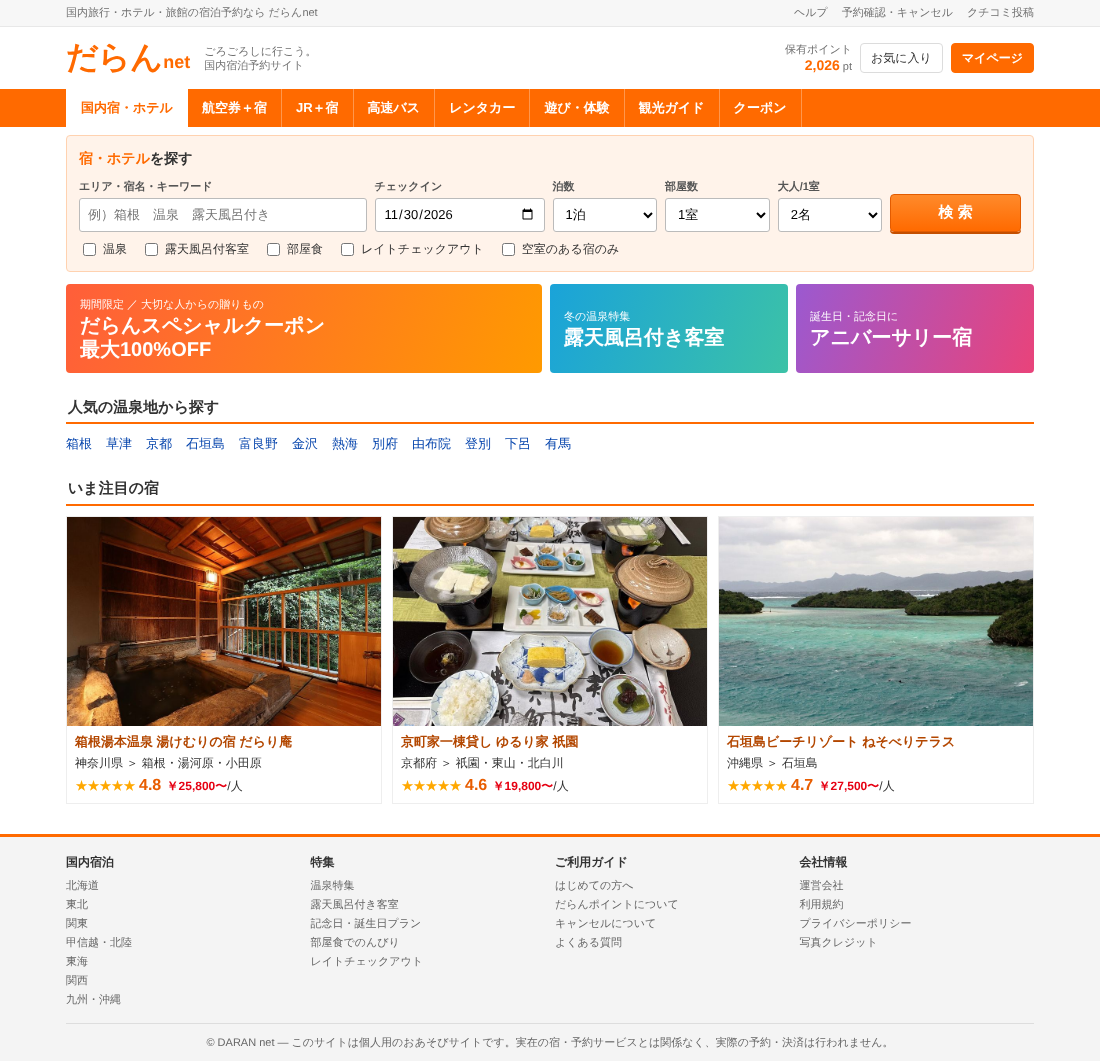 国内旅行・ホテル・旅館の宿泊予約なら だらんnet
ヘルプ 予約確認・キャンセル クチコミ投稿
だらんnet
ごろごろしに行こう。
国内宿泊予約サイト
保有ポイント
2,026 pt
お気に入り
マイページ
国内宿・ホテル 航空券＋宿 JR＋宿 高速バス レンタカー 遊び・体験 観光ガイド クーポン
宿・ホテルを探す
エリア・宿名・キーワード チェックイン 泊数 部屋数 大人/1室
例）箱根　温泉　露天風呂付き 11/30/2026 1泊 1室 2名 検 索
温泉 露天風呂付客室 部屋食 レイトチェックアウト 空室のある宿のみ
期間限定 ／ 大切な人からの贈りもの
だらんスペシャルクーポン
最大100%OFF
冬の温泉特集
露天風呂付き客室
誕生日・記念日に
アニバーサリー宿
人気の温泉地から探す
箱根 草津 京都 石垣島 富良野 金沢 熱海 別府 由布院 登別 下呂 有馬
いま注目の宿
箱根湯本温泉 湯けむりの宿 だらり庵
神奈川県 ＞ 箱根・湯河原・小田原
★★★★★ 4.8 ￥25,800〜/人
京町家一棟貸し ゆるり家 祇園
京都府 ＞ 祇園・東山・北白川
★★★★★ 4.6 ￥19,800〜/人
石垣島ビーチリゾート ねそべりテラス
沖縄県 ＞ 石垣島
★★★★★ 4.7 ￥27,500〜/人
国内宿泊
北海道
東北
関東
甲信越・北陸
東海
関西
九州・沖縄
特集
温泉特集
露天風呂付き客室
記念日・誕生日プラン
部屋食でのんびり
レイトチェックアウト
ご利用ガイド
はじめての方へ
だらんポイントについて
キャンセルについて
よくある質問
会社情報
運営会社
利用規約
プライバシーポリシー
写真クレジット
© DARAN net — このサイトは個人用のおあそびサイトです。実在の宿・予約サービスとは関係なく、実際の予約・決済は行われません。